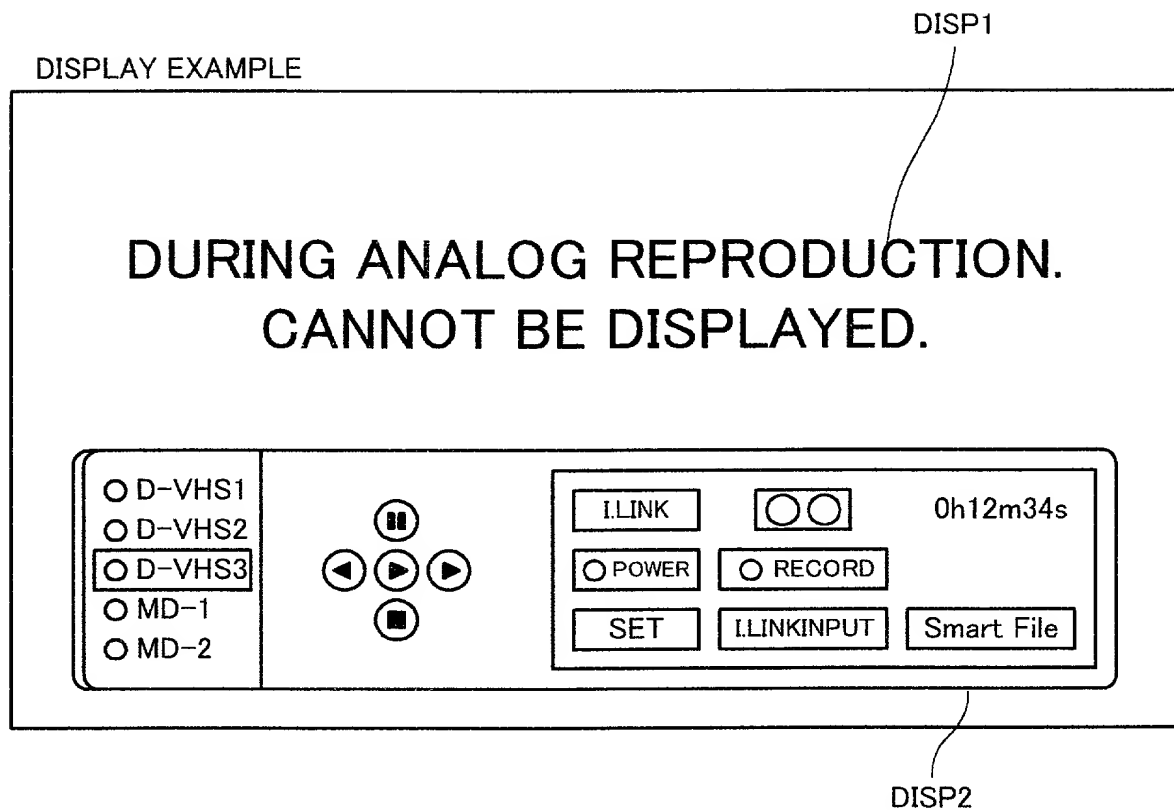 DISP1
DISPLAY EXAMPLE
DURING ANALOG REPRODUCTION.
CANNOT BE DISPLAYED.
D-VHS1
D-VHS2
D-VHS3
MD-1
MD-2
I.LINK
0h12m34s
POWER
RECORD
SET
I.LINKINPUT
Smart File
DISP2